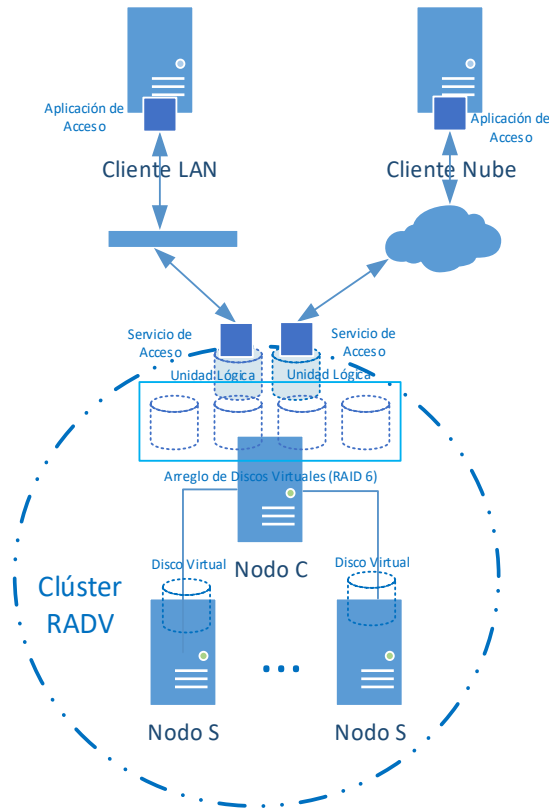 Aplicación de
Acceso
Aplicación de
Acceso
Cliente LAN
Cliente Nube
Servicio de
Acceso
Servicio de
Acceso
Unidad Lógica
Unidad Lógica
Arreglo de Discos Virtuales (RAID 6)
Nodo C
Disco Virtual
Disco Virtual
Clúster
RADV
...
Nodo S
Nodo S